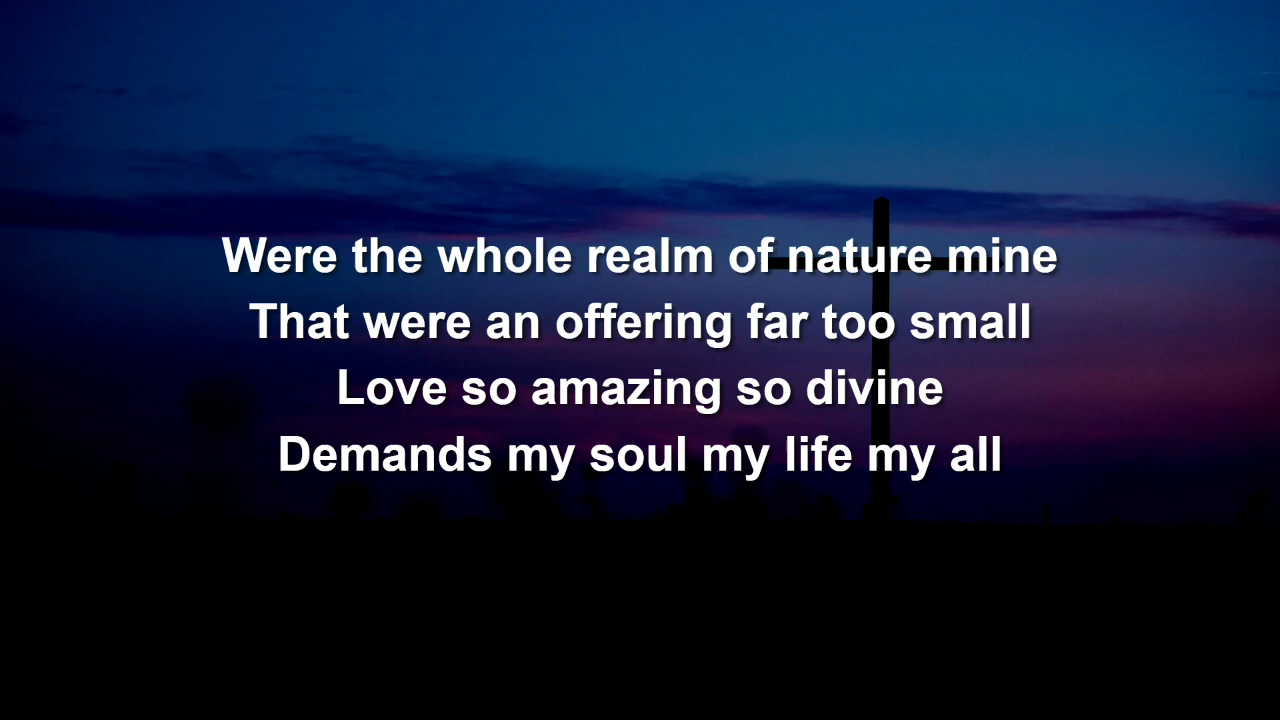 Were the whole realm of nature mine
That were an offering far too small
Love so amazing so divine
Demands my soul my life my all